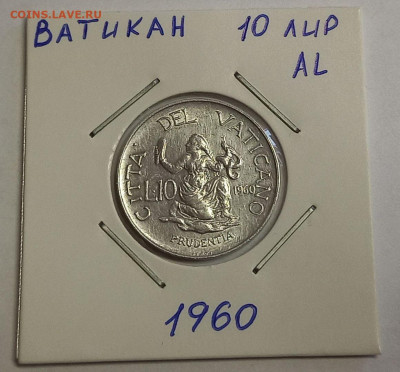 COINS.LAVE.RU
ВАТИКАН 10 ЛИР
AL
CITTA' DEL VATICANO
L.10 1960
PRUDENTIA
1960